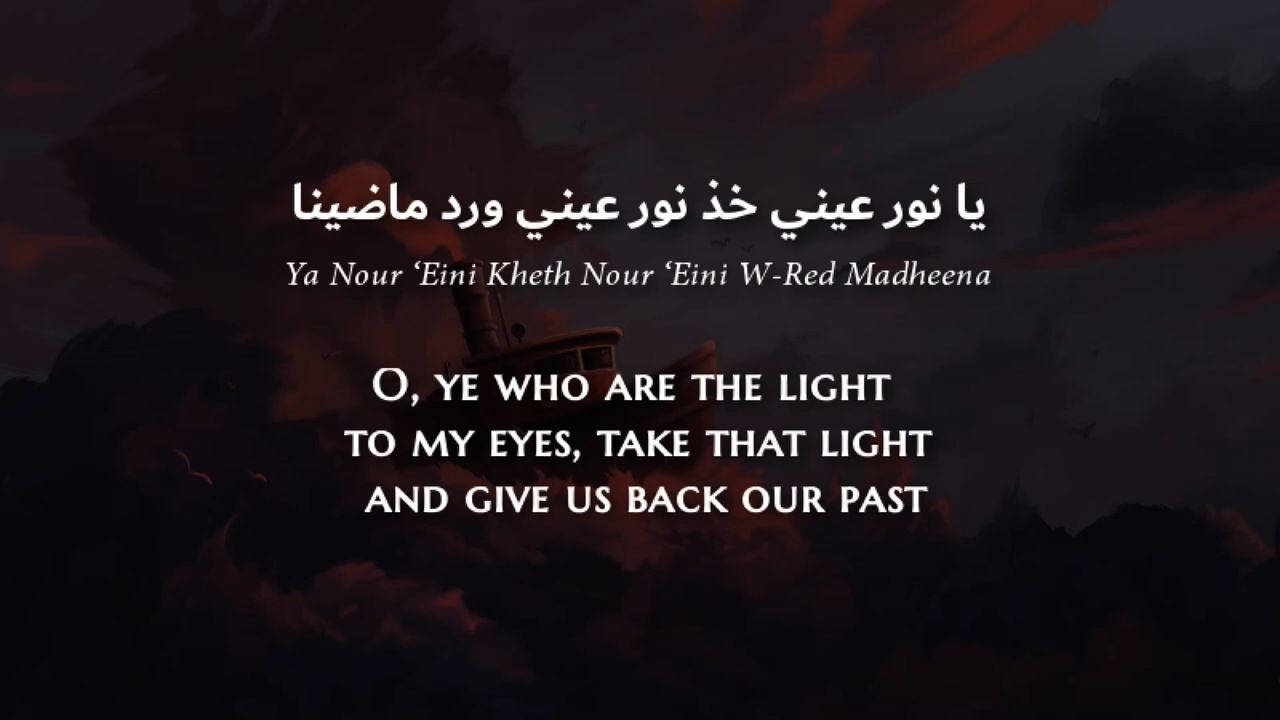 يا نور عيني خذ نور عيني ورد ماضينا
Ya Nour ‘Eini Kheth Nour ‘Eini W-Red Madheena
O, ye who are the light
to my eyes, take that light
and give us back our past